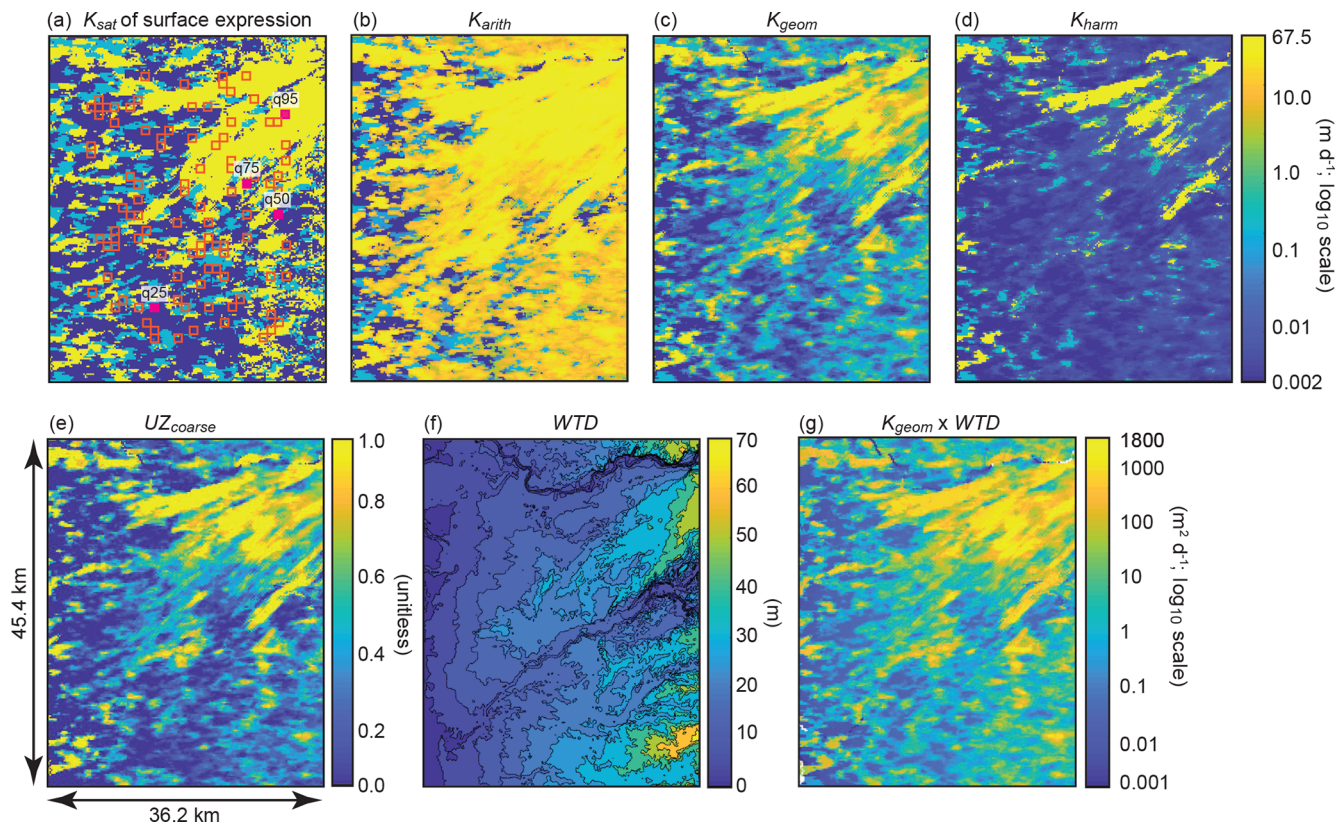 (a) Ksat of surface expression
(b) Karith
(c) Kgeom
(d) Kharm
q95
q75
q50
q25
67.5
10.0
1.0
0.1
0.01
0.002
(m d-1; log10 scale)
(e) UZcoarse
(f) WTD
(g) Kgeom x WTD
1.0
0.8
0.6
0.4
0.2
0.0
(unitless)
70
60
50
40
30
20
10
0
(m)
1800
1000
100
10
1
0.1
0.01
0.001
(m2 d-1; log10 scale)
45.4 km
36.2 km